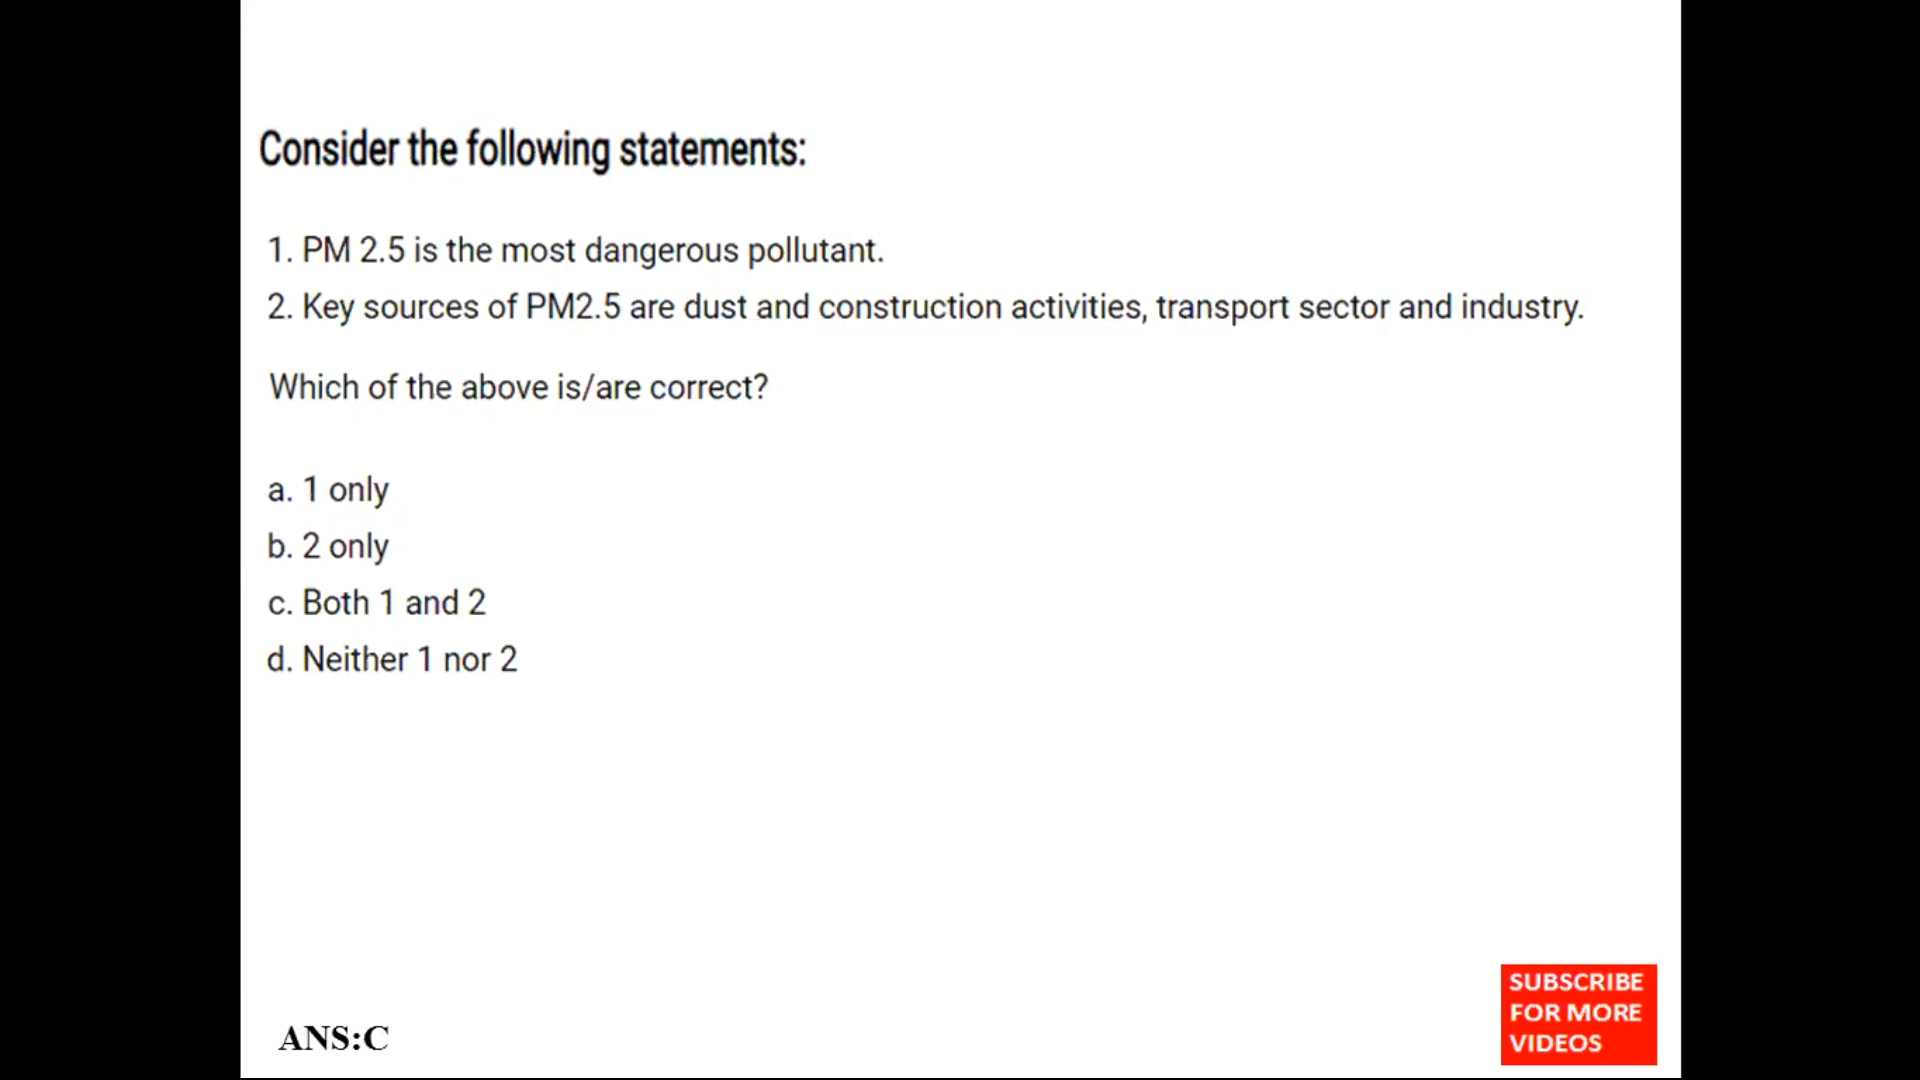 Consider the following statements:
1. PM 2.5 is the most dangerous pollutant.
2. Key sources of PM2.5 are dust and construction activities, transport sector and industry.
Which of the above is/are correct?
a. 1 only
b. 2 only
c. Both 1 and 2
d. Neither 1 nor 2
ANS:C
SUBSCRIBE
FOR MORE
VIDEOS